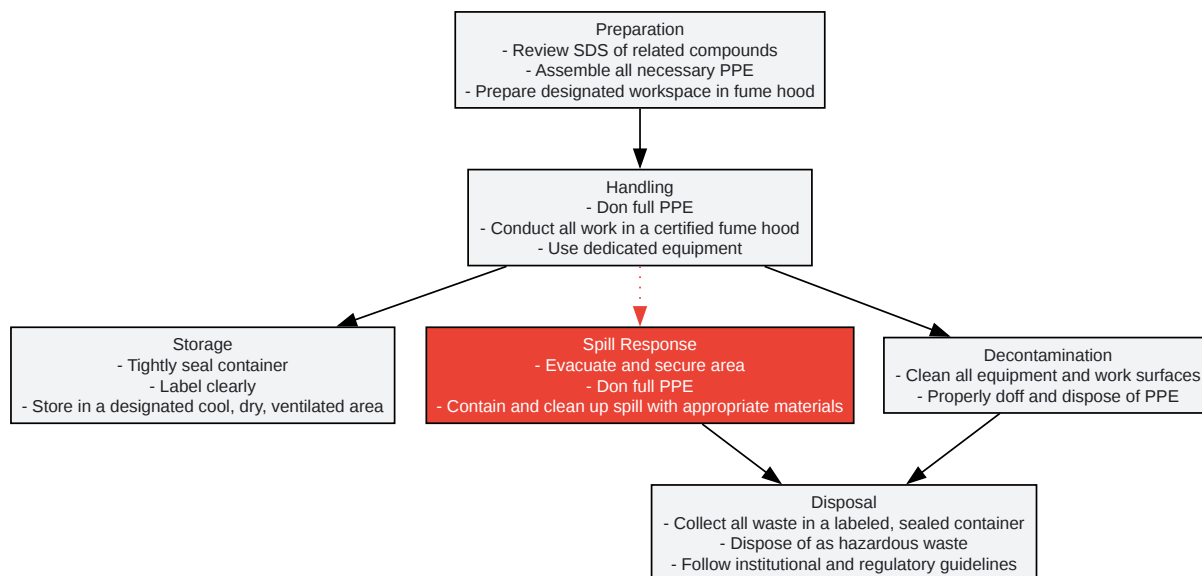 Preparation
- Review SDS of related compounds
- Assemble all necessary PPE
- Prepare designated workspace in fume hood
Handling
- Don full PPE
- Conduct all work in a certified fume hood
- Use dedicated equipment
Storage
- Tightly seal container
- Label clearly
- Store in a designated cool, dry, ventilated area
Spill Response
- Evacuate and secure area
- Don full PPE
- Contain and clean up spill with appropriate materials
Decontamination
- Clean all equipment and work surfaces
- Properly doff and dispose of PPE
Disposal
- Collect all waste in a labeled, sealed container
- Dispose of as hazardous waste
- Follow institutional and regulatory guidelines